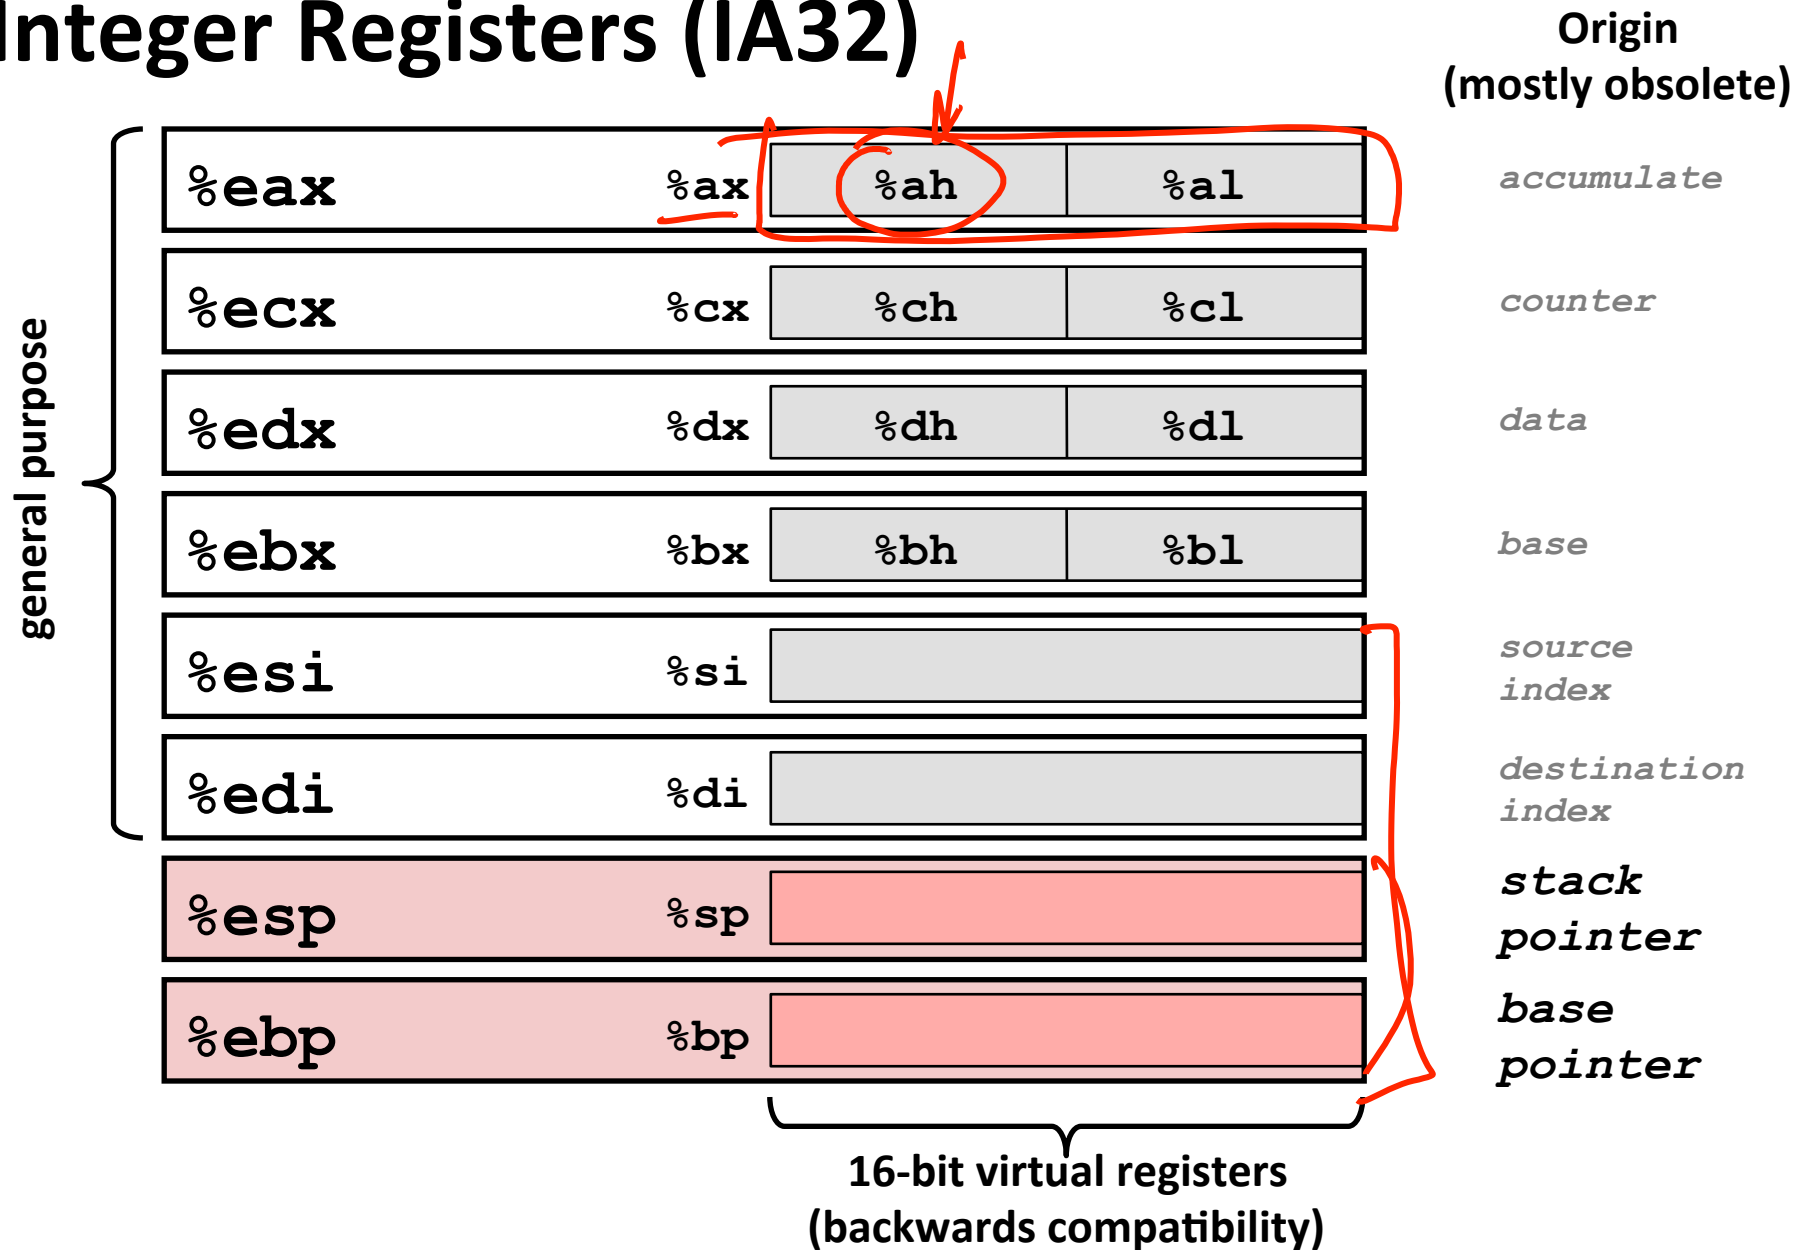 Integer Registers (IA32)
Origin
(mostly obsolete)
general purpose
%eax %ax %ah %al accumulate
%ecx %cx %ch %cl counter
%edx %dx %dh %dl data
%ebx %bx %bh %bl base
%esi %si source
index
%edi %di destination
index
%esp %sp stack
pointer
%ebp %bp base
pointer
16-bit virtual registers
(backwards compatibility)